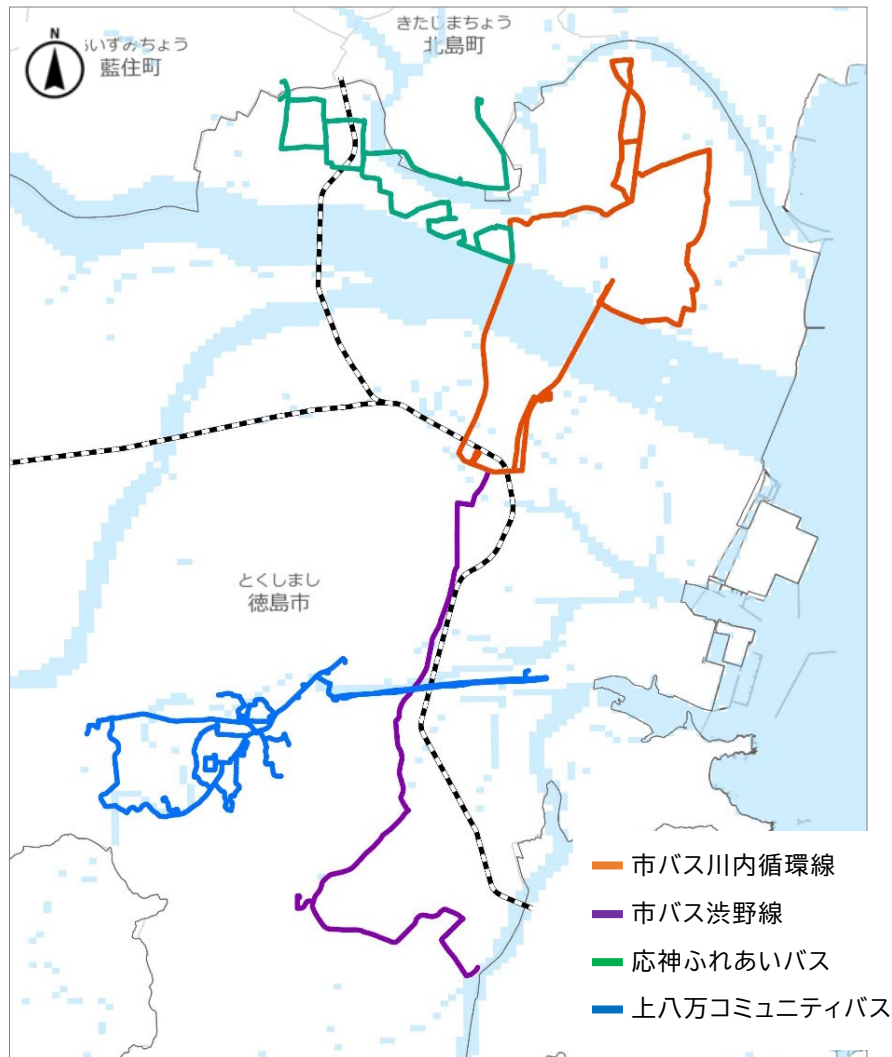 きたじまちょう
北島町
N
いずみちょう
藍住町
とくしまし
徳島市
市バス川内循環線
市バス渋野線
応神ふれあいバス
上八万コミュニティバス